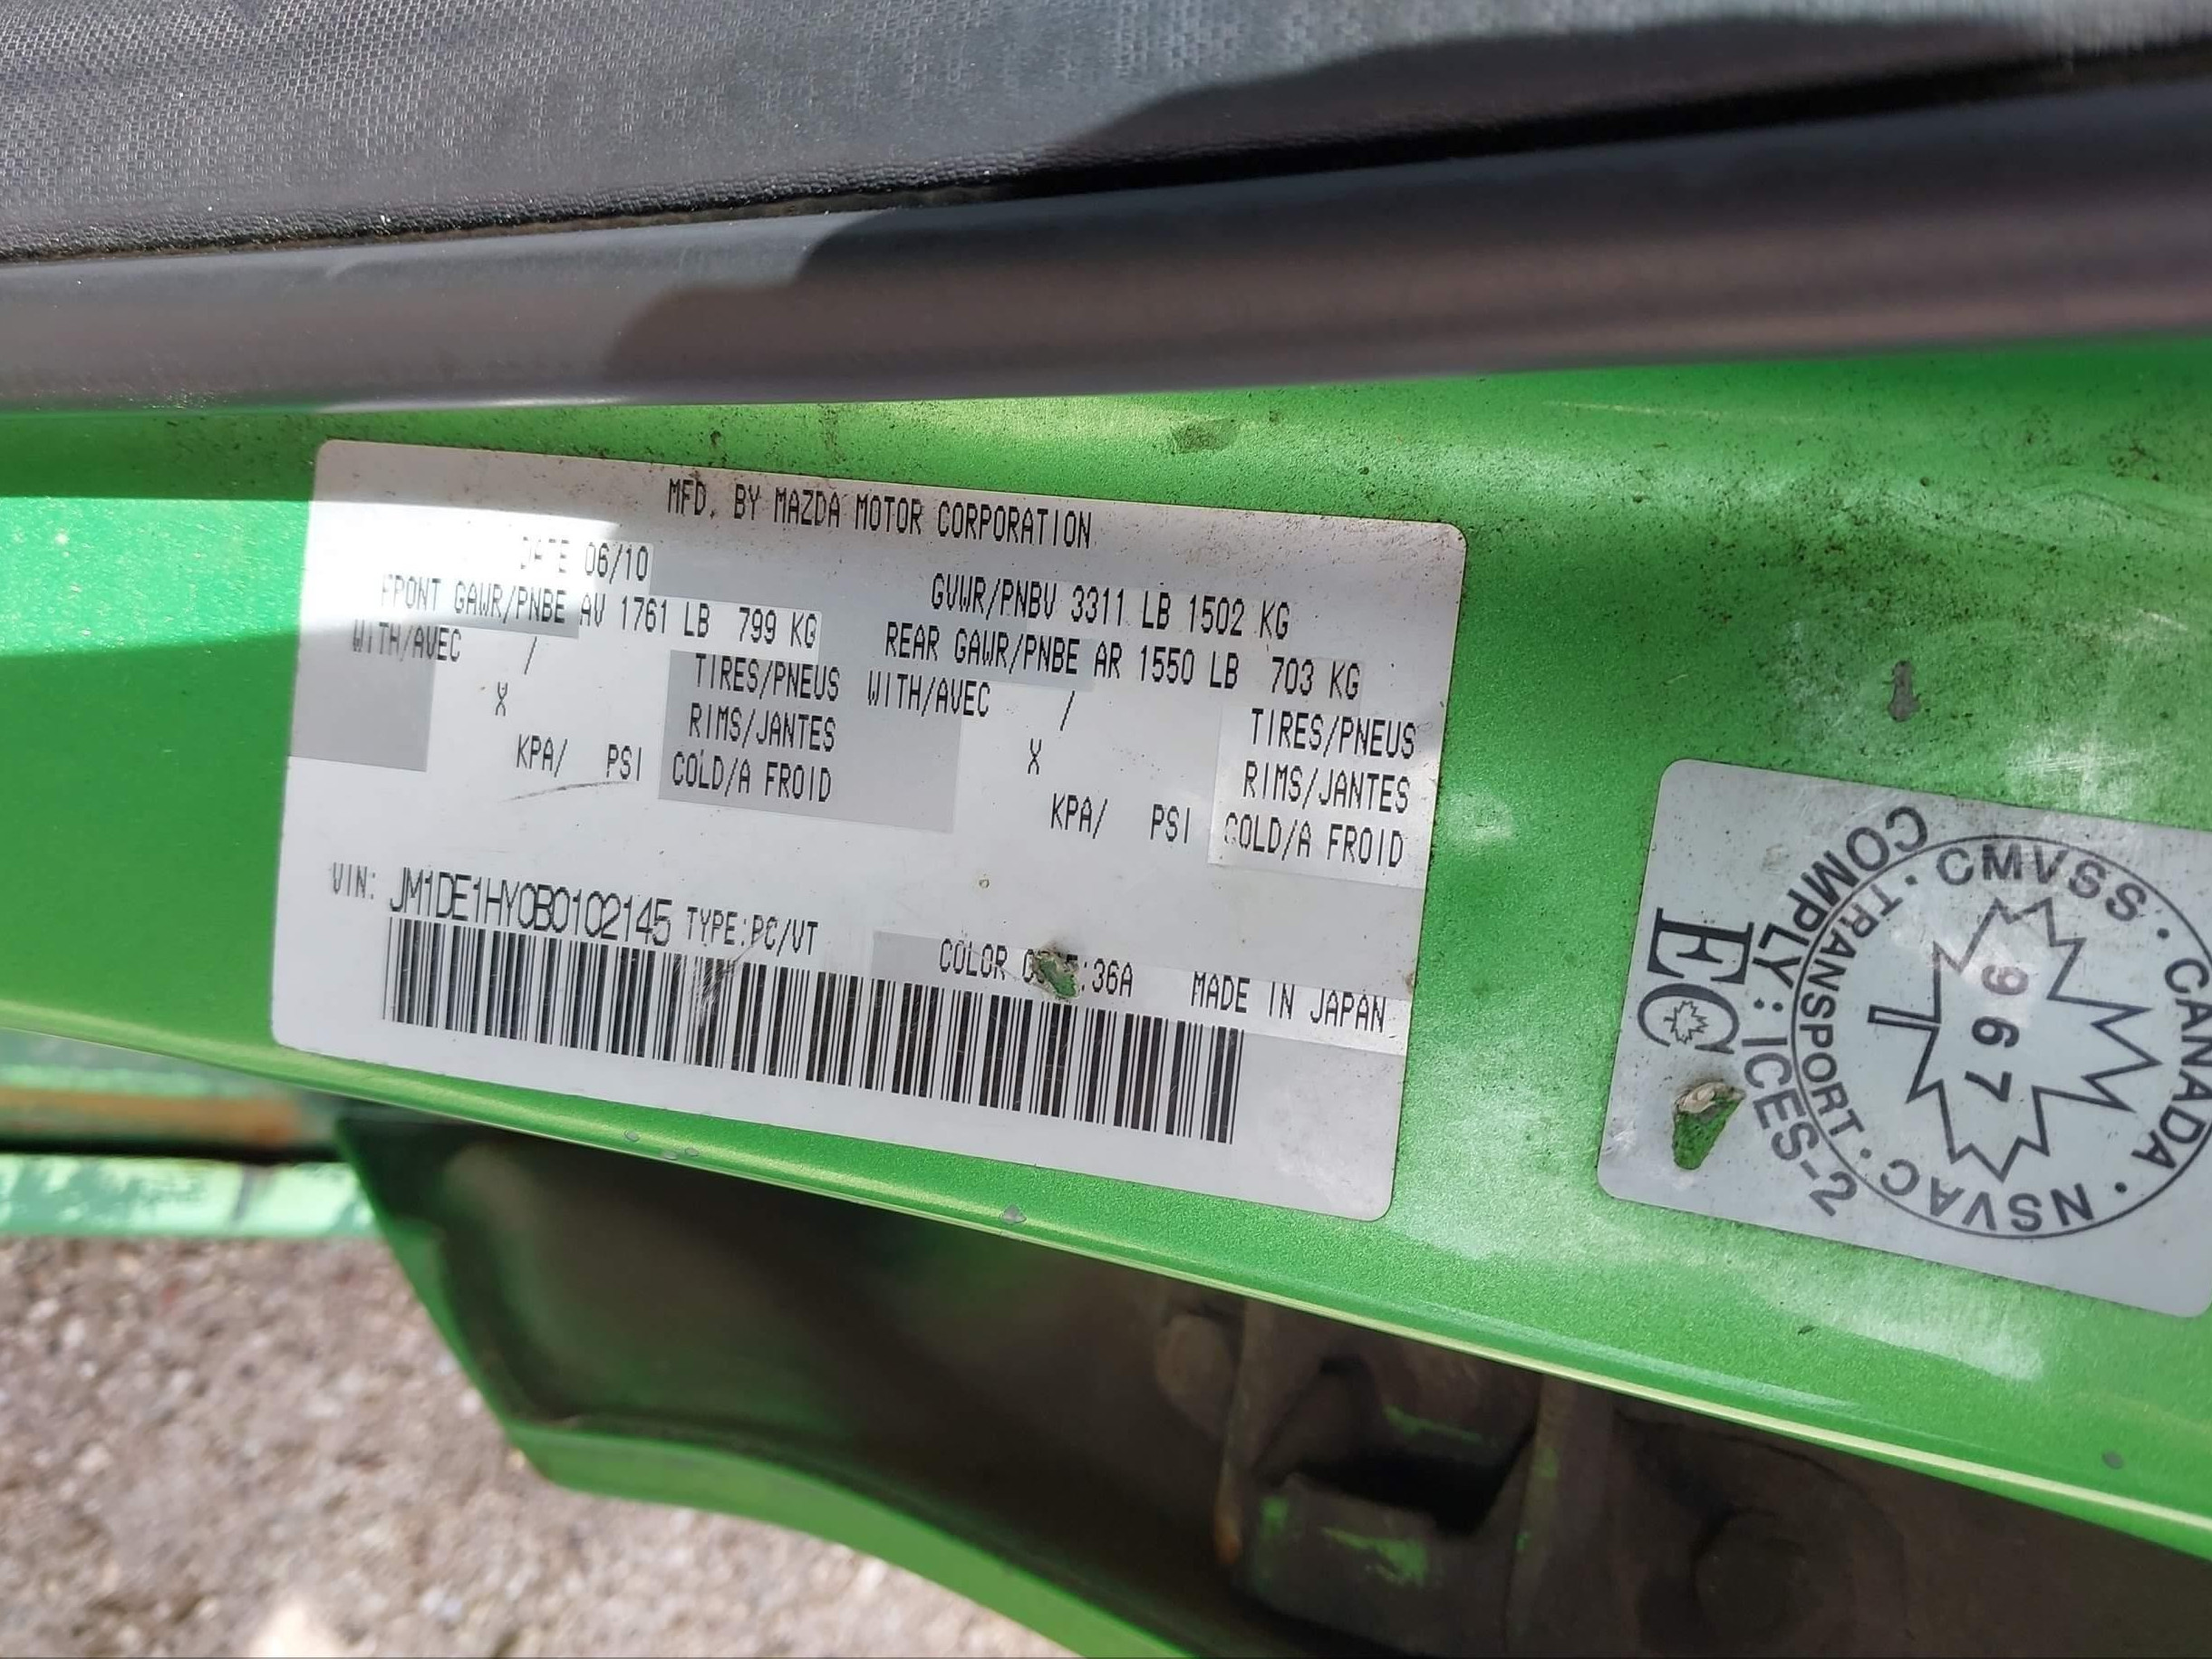 MFD. BY MAZDA MOTOR CORPORATION
DATE 06/10
GVWR/PNBV 3311 LB 1502 KG
FRONT GAWR/PNBE AV 1761 LB 799 KG
REAR GAWR/PNBE AR 1550 LB 703 KG
WITH/AVEC / TIRES/PNEUS WITH/AVEC / TIRES/PNEUS
X RIMS/JANTES X RIMS/JANTES
KPA/ PSI COLD/A FROID KPA/ PSI COLD/A FROID
VIN: JM1DE1HY0B0102145 TYPE:PC/VT
COLOR :36A MADE IN JAPAN
EC
COMPLY: ICES-2
TRANSPORT · CMVSS · CANADA · NSVAC ·
967